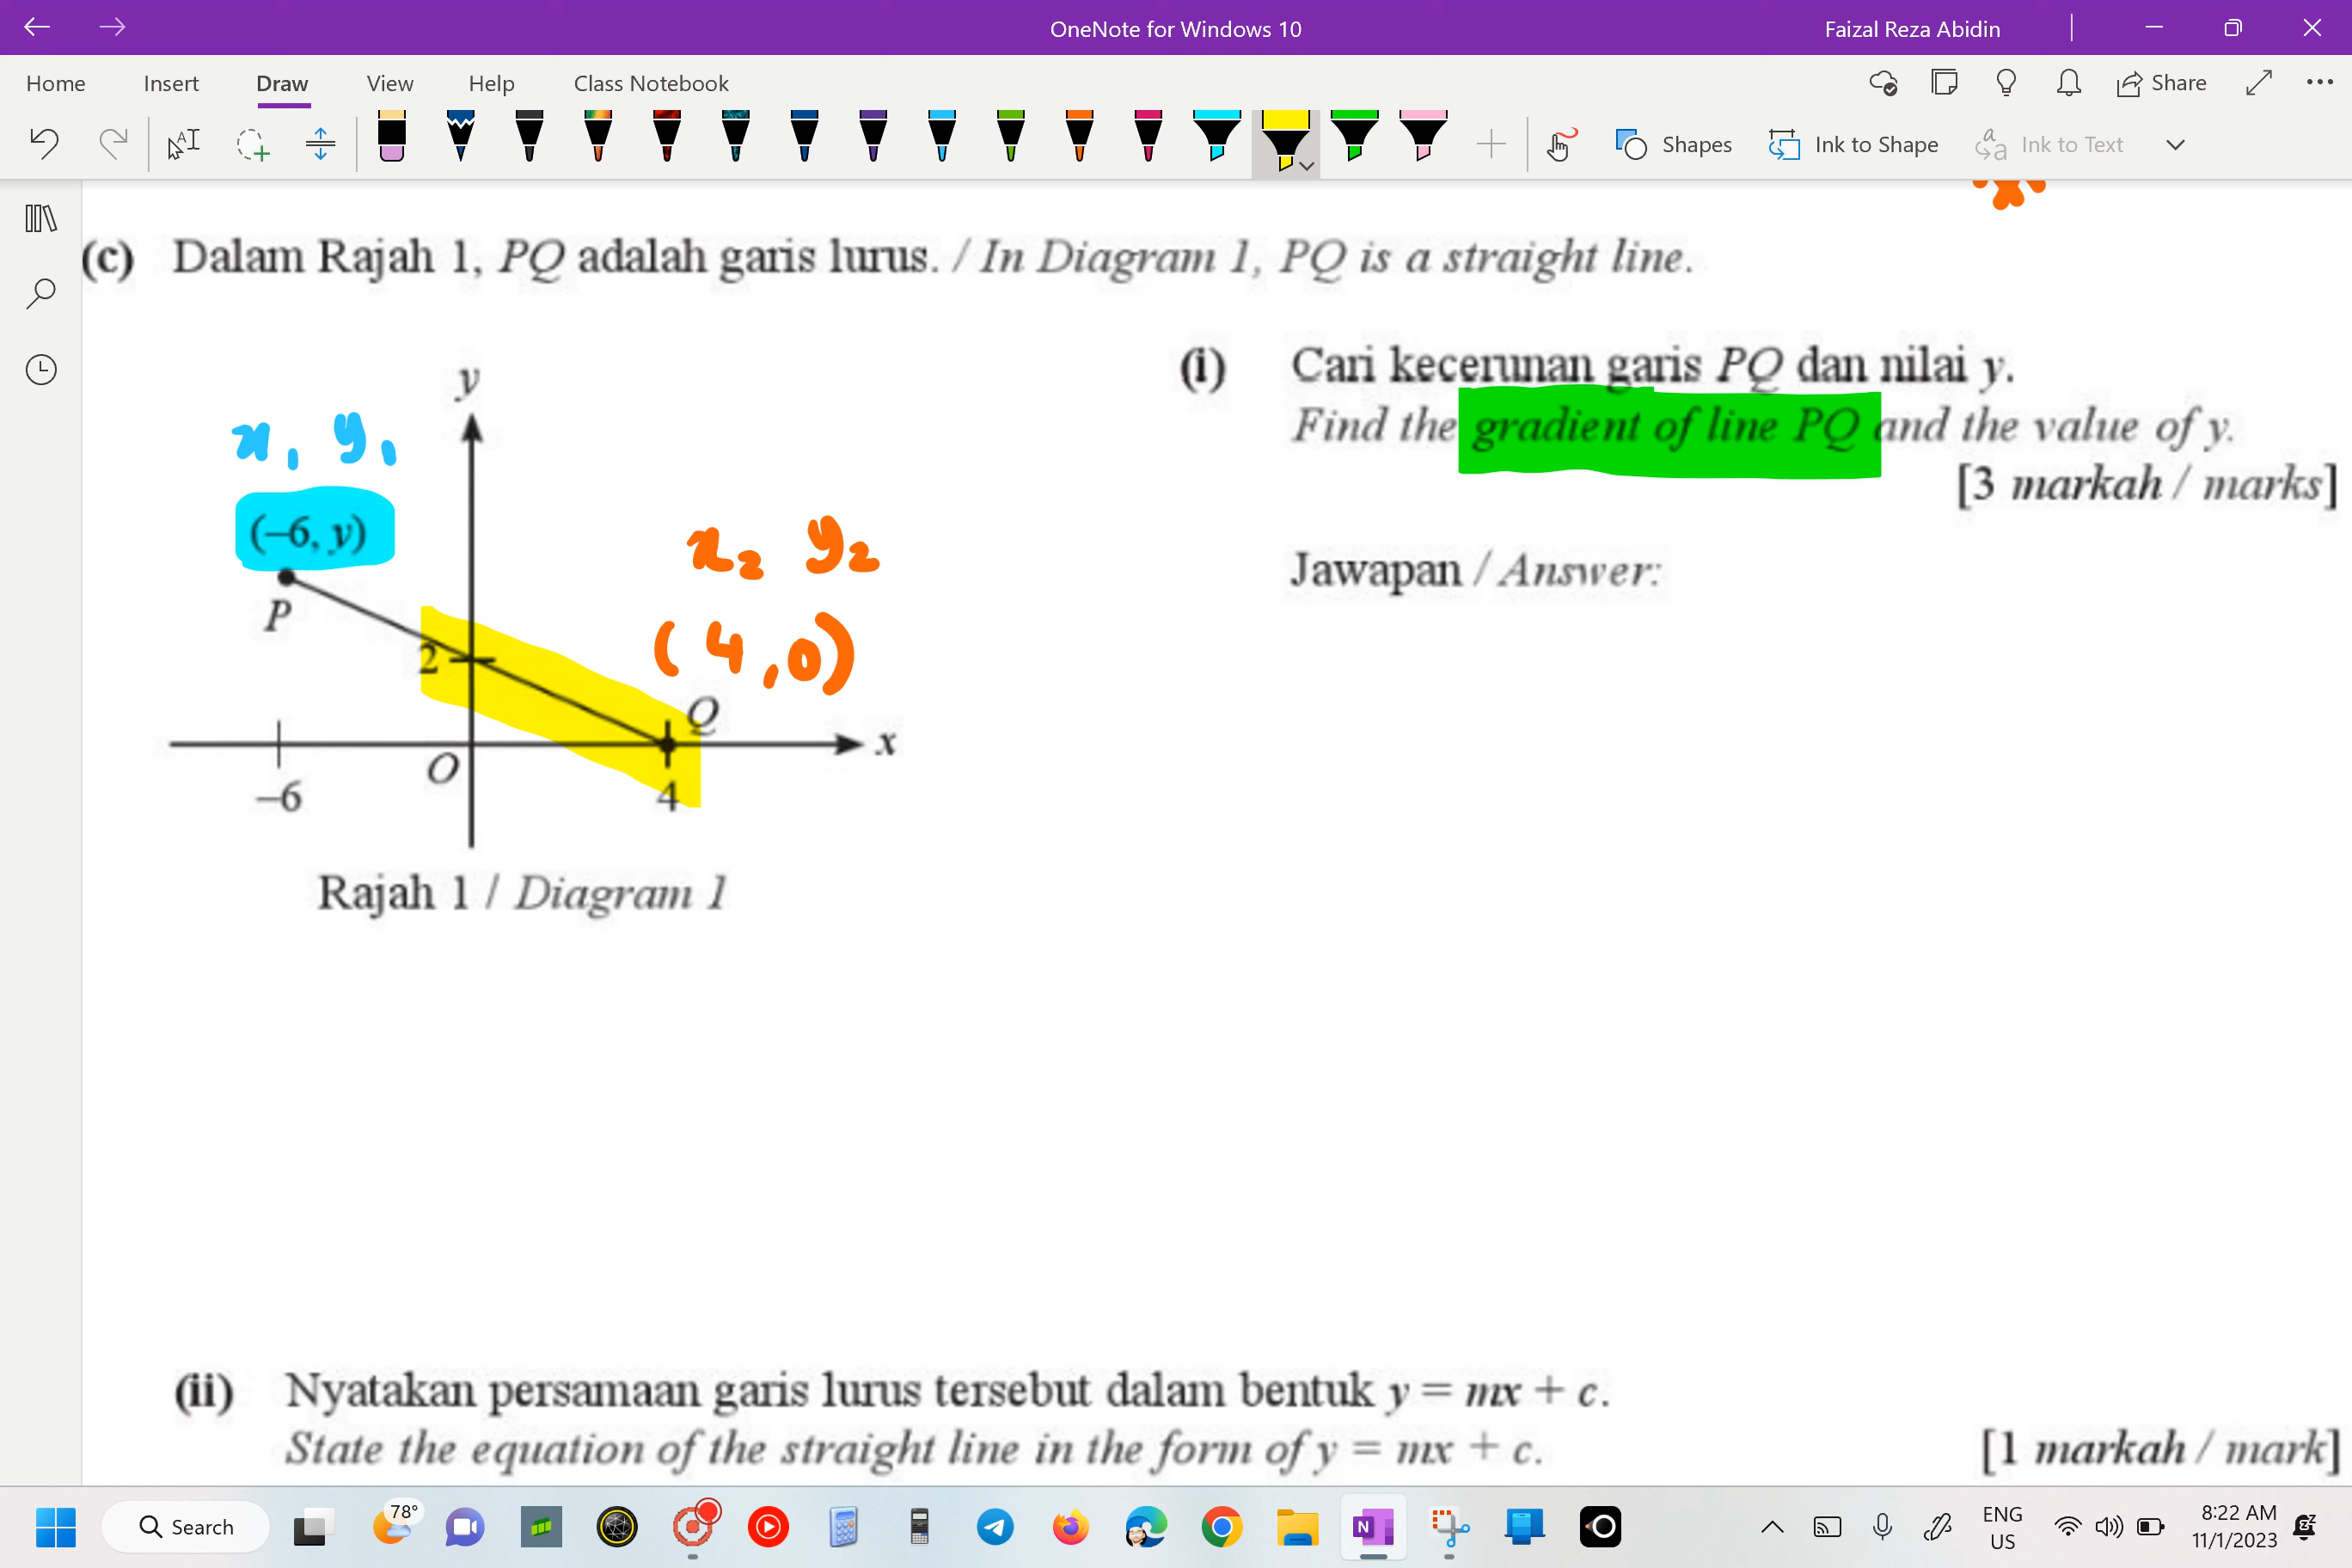 OneNote for Windows 10
Faizal Reza Abidin
Home Insert Draw View Help Class Notebook
Share
Shapes Ink to Shape Ink to Text
(c) Dalam Rajah 1, PQ adalah garis lurus. / In Diagram 1, PQ is a straight line.
(i) Cari kecerunan garis PQ dan nilai y.
Find the gradient of line PQ and the value of y.
[3 markah / marks]
Jawapan / Answer:
y
x₁ y₁
(–6, y)
P
x₂ y₂
(4,0)
2
Q
x
O
–6
4
Rajah 1 / Diagram 1
(ii) Nyatakan persamaan garis lurus tersebut dalam bentuk y = mx + c.
State the equation of the straight line in the form of y = mx + c.
[1 markah / mark]
78°
Search
ENG
US
8:22 AM
11/1/2023